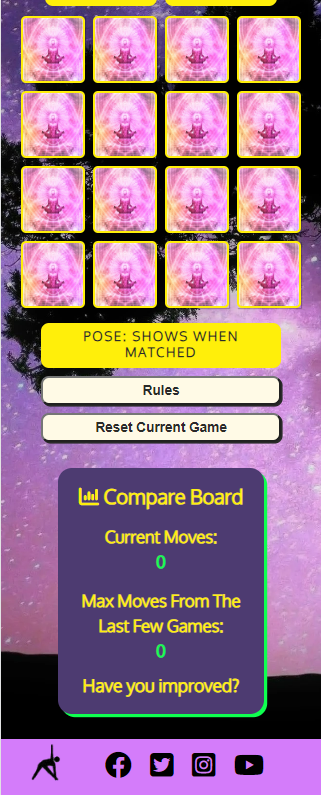 POSE: SHOWS WHEN
MATCHED
Rules
Reset Current Game
Compare Board
Current Moves:
0
Max Moves From The
Last Few Games:
0
Have you improved?